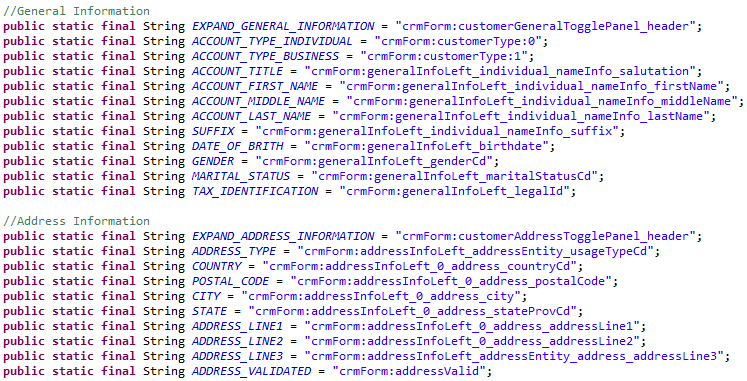 //General Information
public static final String EXPAND_GENERAL_INFORMATION = "crmForm:customerGeneralTogglePanel_header";
public static final String ACCOUNT_TYPE_INDIVIDUAL = "crmForm:customerType:0";
public static final String ACCOUNT_TYPE_BUSINESS = "crmForm:customerType:1";
public static final String ACCOUNT_TITLE = "crmForm:generalInfoLeft_individual_nameInfo_salutation";
public static final String ACCOUNT_FIRST_NAME = "crmForm:generalInfoLeft_individual_nameInfo_firstName";
public static final String ACCOUNT_MIDDLE_NAME = "crmForm:generalInfoLeft_individual_nameInfo_middleName";
public static final String ACCOUNT_LAST_NAME = "crmForm:generalInfoLeft_individual_nameInfo_lastName";
public static final String SUFFIX = "crmForm:generalInfoLeft_individual_nameInfo_suffix";
public static final String DATE_OF_BRITH = "crmForm:generalInfoLeft_birthdate";
public static final String GENDER = "crmForm:generalInfoLeft_genderCd";
public static final String MARITAL_STATUS = "crmForm:generalInfoLeft_maritalStatusCd";
public static final String TAX_IDENTIFICATION = "crmForm:generalInfoLeft_legalId";
//Address Information
public static final String EXPAND_ADDRESS_INFORMATION = "crmForm:customerAddressTogglePanel_header";
public static final String ADDRESS_TYPE = "crmForm:addressInfoLeft_addressEntity_usageTypeCd";
public static final String COUNTRY = "crmForm:addressInfoLeft_0_address_countryCd";
public static final String POSTAL_CODE = "crmForm:addressInfoLeft_0_address_postalCode";
public static final String CITY = "crmForm:addressInfoLeft_0_address_city";
public static final String STATE = "crmForm:addressInfoLeft_0_address_stateProvCd";
public static final String ADDRESS_LINE1 = "crmForm:addressInfoLeft_0_address_addressLine1";
public static final String ADDRESS_LINE2 = "crmForm:addressInfoLeft_0_address_addressLine2";
public static final String ADDRESS_LINE3 = "crmForm:addressInfoLeft_addressEntity_address_addressLine3";
public static final String ADDRESS_VALIDATED = "crmForm:addressValid";